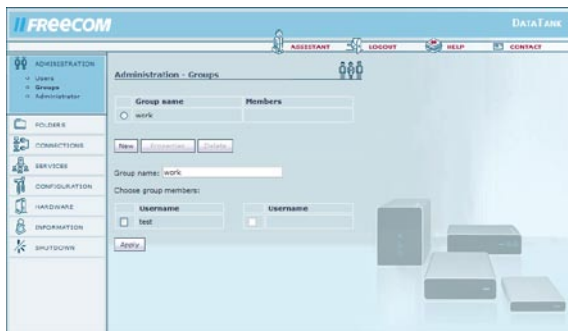 FREECOM
DATATANK
ASSISTANT LOGOUT HELP CONTACT
ADMINISTRATION
Users
Groups
Administrator
FOLDERS
CONNECTIONS
SERVICES
CONFIGURATION
HARDWARE
INFORMATION
SHUTDOWN
Administration - Groups
Group name Members
work
New Properties Delete
Group name: work
Choose group members:
Username Username
test
Apply